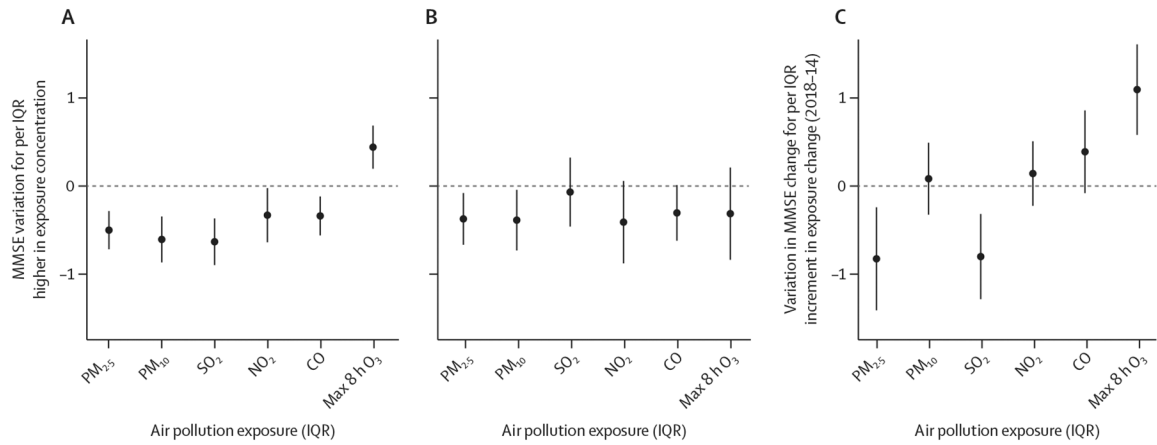 A
B
C
MMSE variation for per IQR
higher in exposure concentration
1
0
−1
PM₂·₅
PM₁₀
SO₂
NO₂
CO
Max 8 h O₃
Air pollution exposure (IQR)
PM₂·₅
PM₁₀
SO₂
NO₂
CO
Max 8 h O₃
Air pollution exposure (IQR)
Variation in MMSE change for per IQR
increment in exposure change (2018–14)
1
0
−1
PM₂·₅
PM₁₀
SO₂
NO₂
CO
Max 8 h O₃
Air pollution exposure (IQR)